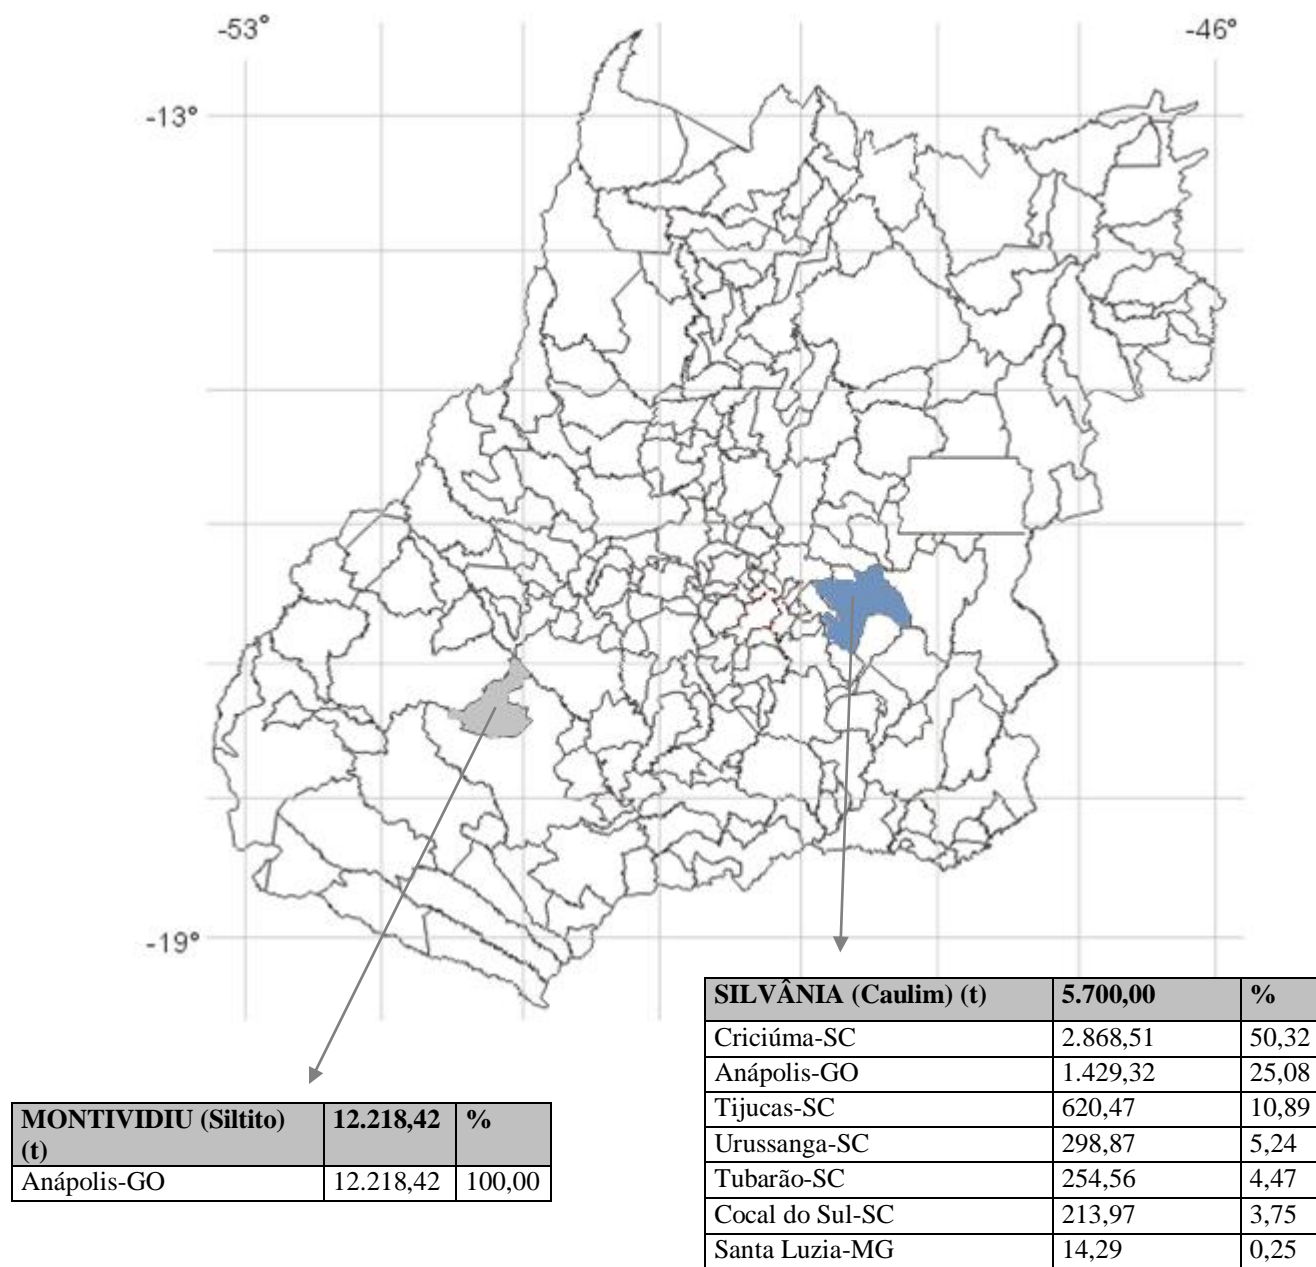 -53° -46°
-13°
-19°
SILVÂNIA (Caulim) (t) 5.700,00 %
Criciúma-SC 2.868,51 50,32
Anápolis-GO 1.429,32 25,08
Tijucas-SC 620,47 10,89
Urussanga-SC 298,87 5,24
Tubarão-SC 254,56 4,47
Cocal do Sul-SC 213,97 3,75
Santa Luzia-MG 14,29 0,25
MONTIVIDIU (Siltito) 12.218,42 %
(t)
Anápolis-GO 12.218,42 100,00